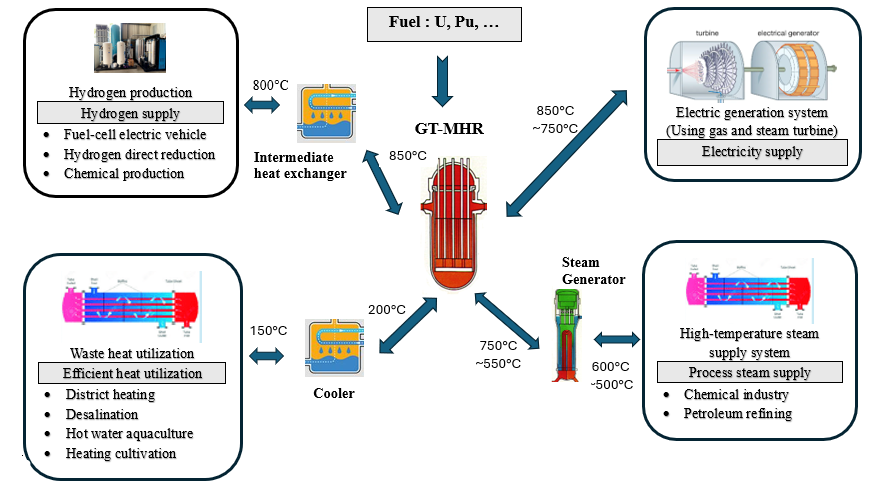 Fuel : U, Pu, …
Hydrogen production
Hydrogen supply
• Fuel-cell electric vehicle
• Hydrogen direct reduction
• Chemical production
800°C
Intermediate
heat exchanger
850°C
GT-MHR
850°C
~750°C
turbine
electrical generator
Electric generation system
(Using gas and steam turbine)
Electricity supply
Waste heat utilization
Efficient heat utilization
• District heating
• Desalination
• Hot water aquaculture
• Heating cultivation
150°C
Cooler
200°C
750°C
~550°C
Steam
Generator
600°C
~500°C
High-temperature steam
supply system
Process steam supply
• Chemical industry
• Petroleum refining